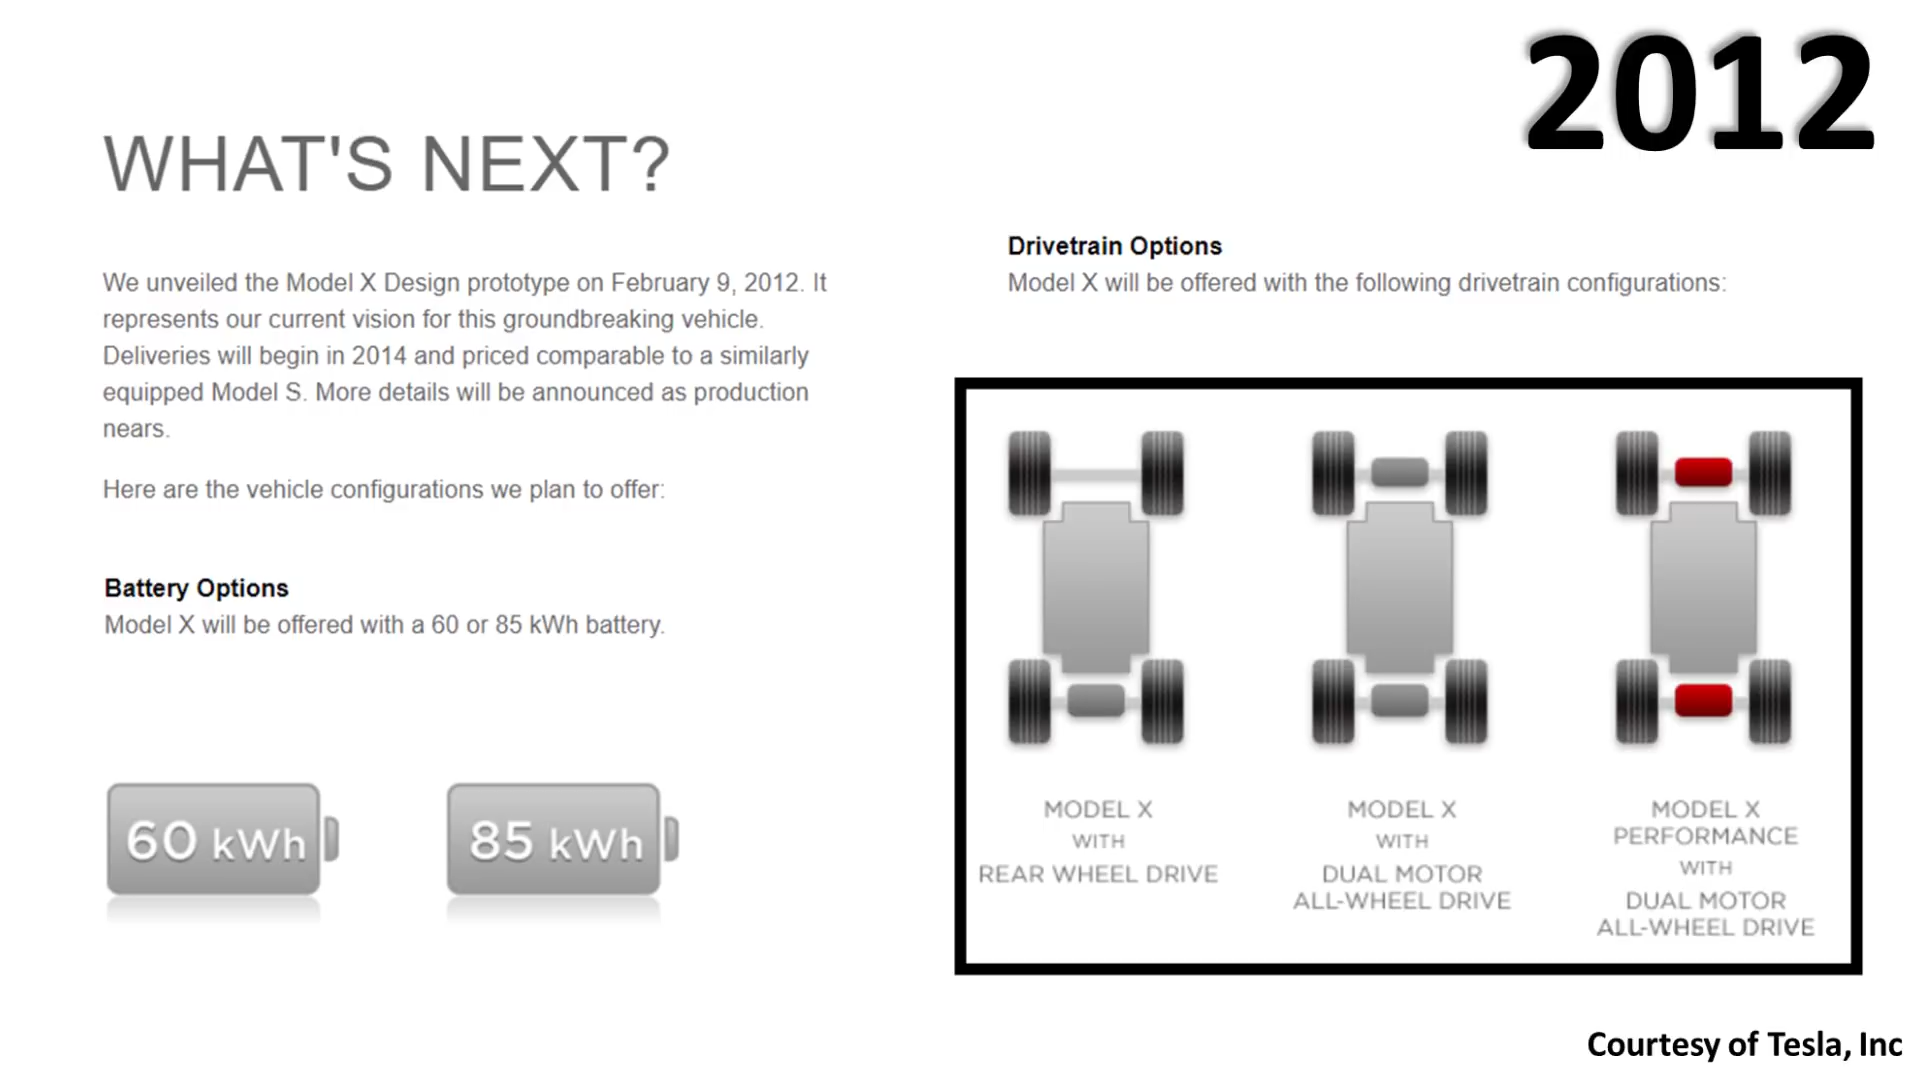 2012
WHAT'S NEXT?
We unveiled the Model X Design prototype on February 9, 2012. It
represents our current vision for this groundbreaking vehicle.
Deliveries will begin in 2014 and priced comparable to a similarly
equipped Model S. More details will be announced as production
nears.
Here are the vehicle configurations we plan to offer:
Battery Options
Model X will be offered with a 60 or 85 kWh battery.
60 kWh
85 kWh
Drivetrain Options
Model X will be offered with the following drivetrain configurations:
MODEL X
WITH
REAR WHEEL DRIVE
MODEL X
WITH
DUAL MOTOR
ALL-WHEEL DRIVE
MODEL X
PERFORMANCE
WITH
DUAL MOTOR
ALL-WHEEL DRIVE
Courtesy of Tesla, Inc